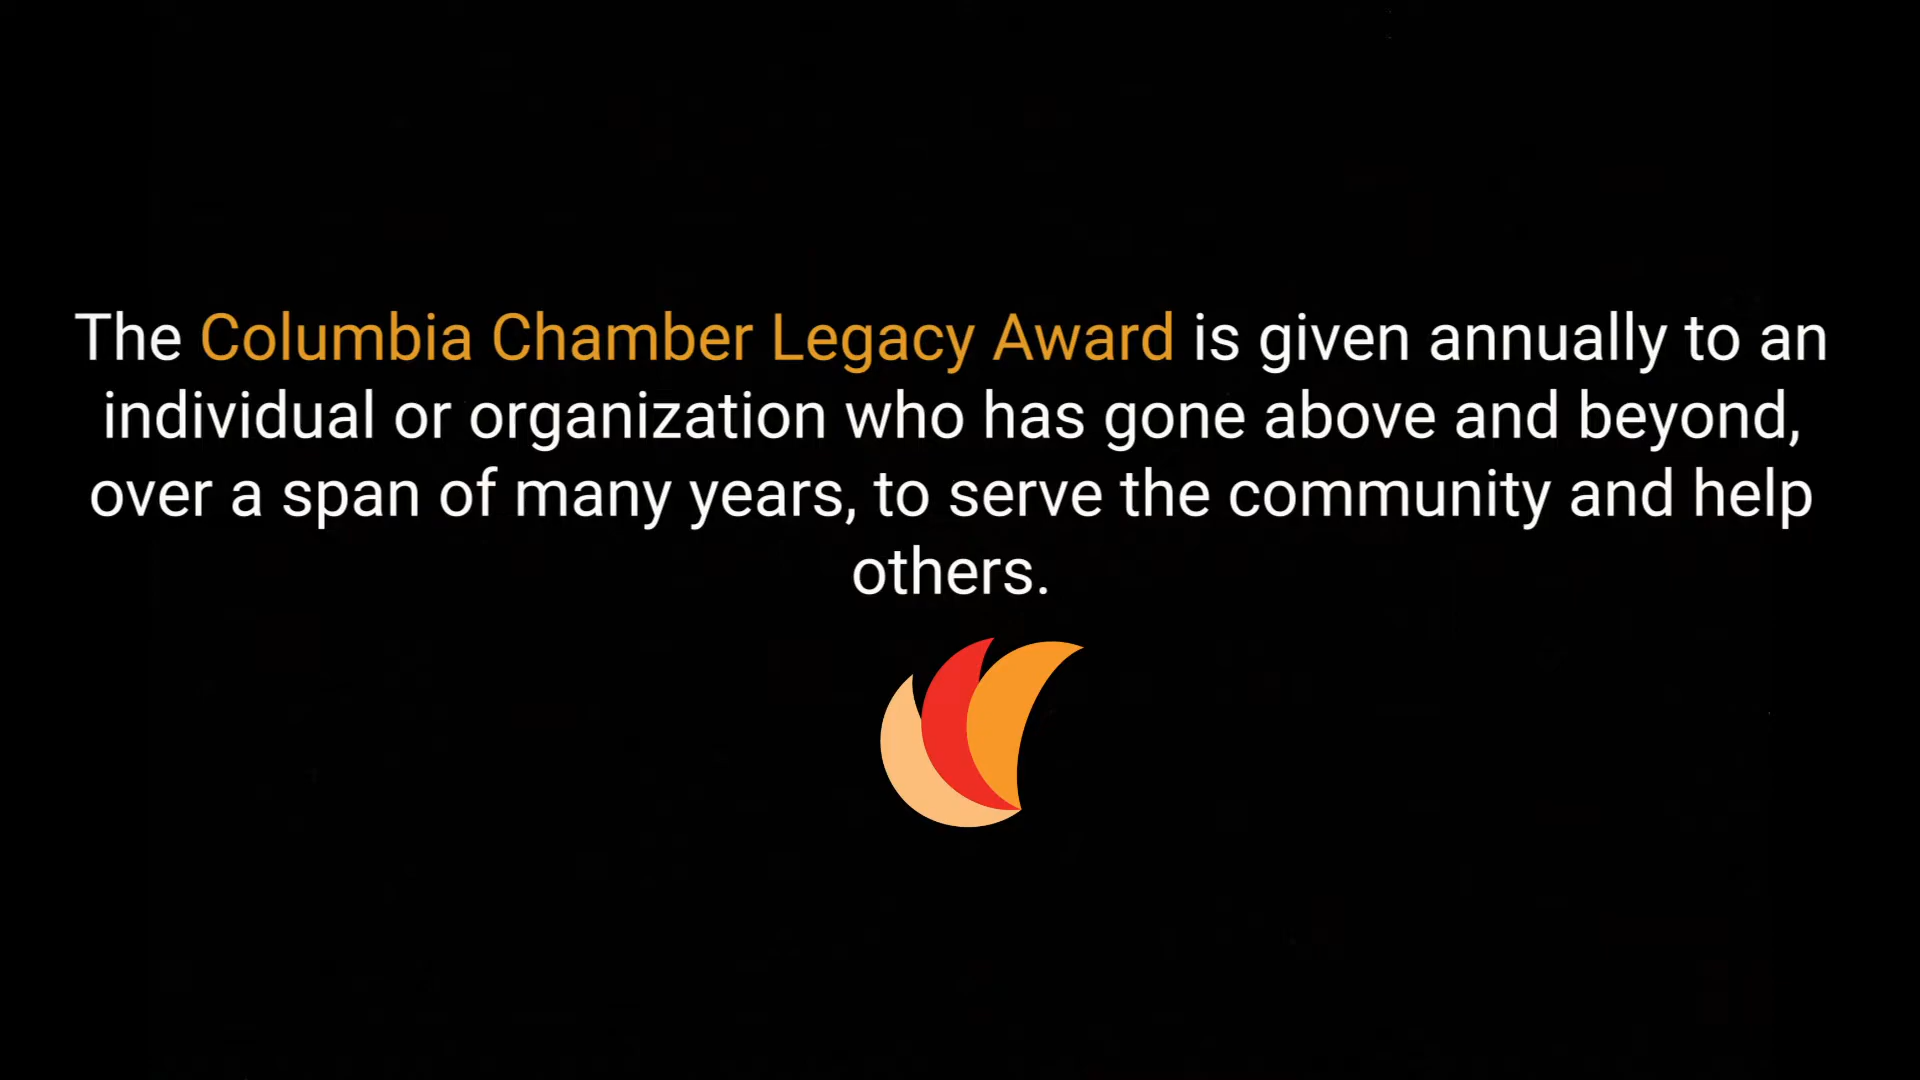 The Columbia Chamber Legacy Award is given annually to an
individual or organization who has gone above and beyond,
over a span of many years, to serve the community and help
others.